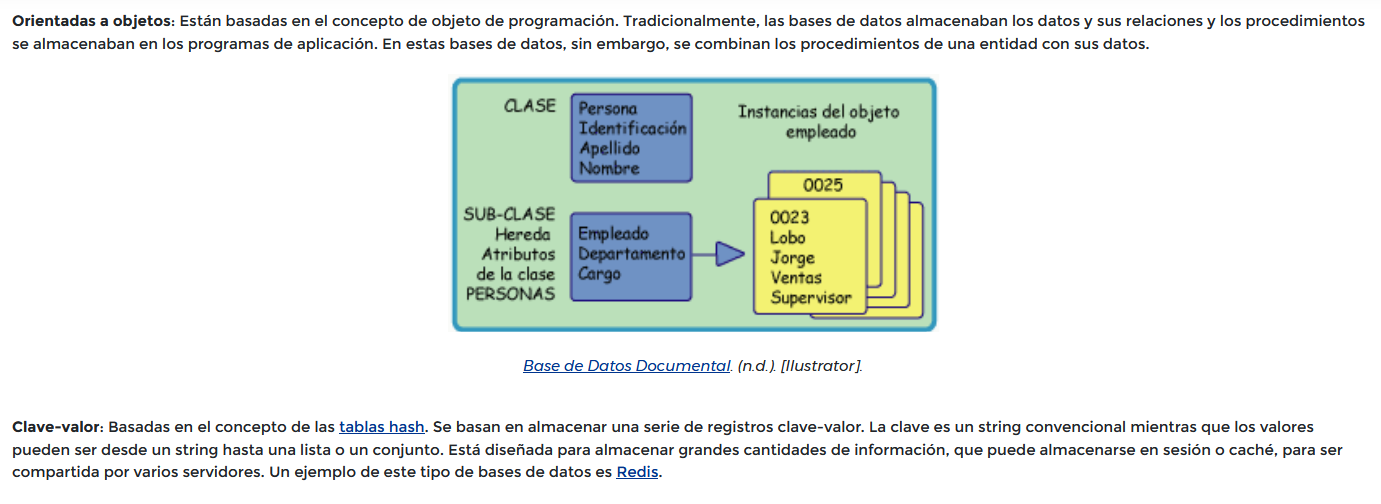 Orientadas a objetos: Están basadas en el concepto de objeto de programación. Tradicionalmente, las bases de datos almacenaban los datos y sus relaciones y los procedimientos
se almacenaban en los programas de aplicación. En estas bases de datos, sin embargo, se combinan los procedimientos de una entidad con sus datos.
CLASE
Persona
Identificación
Apellido
Nombre
Instancias del objeto
empleado
SUB-CLASE
Hereda
Atributos
de la clase
PERSONAS
Empleado
Departamento
Cargo
0025
0023
Lobo
Jorge
Ventas
Supervisor
Base de Datos Documental. (n.d.). [Ilustrator].
Clave-valor: Basadas en el concepto de las tablas hash. Se basan en almacenar una serie de registros clave-valor. La clave es un string convencional mientras que los valores
pueden ser desde un string hasta una lista o un conjunto. Está diseñada para almacenar grandes cantidades de información, que puede almacenarse en sesión o caché, para ser
compartida por varios servidores. Un ejemplo de este tipo de bases de datos es Redis.